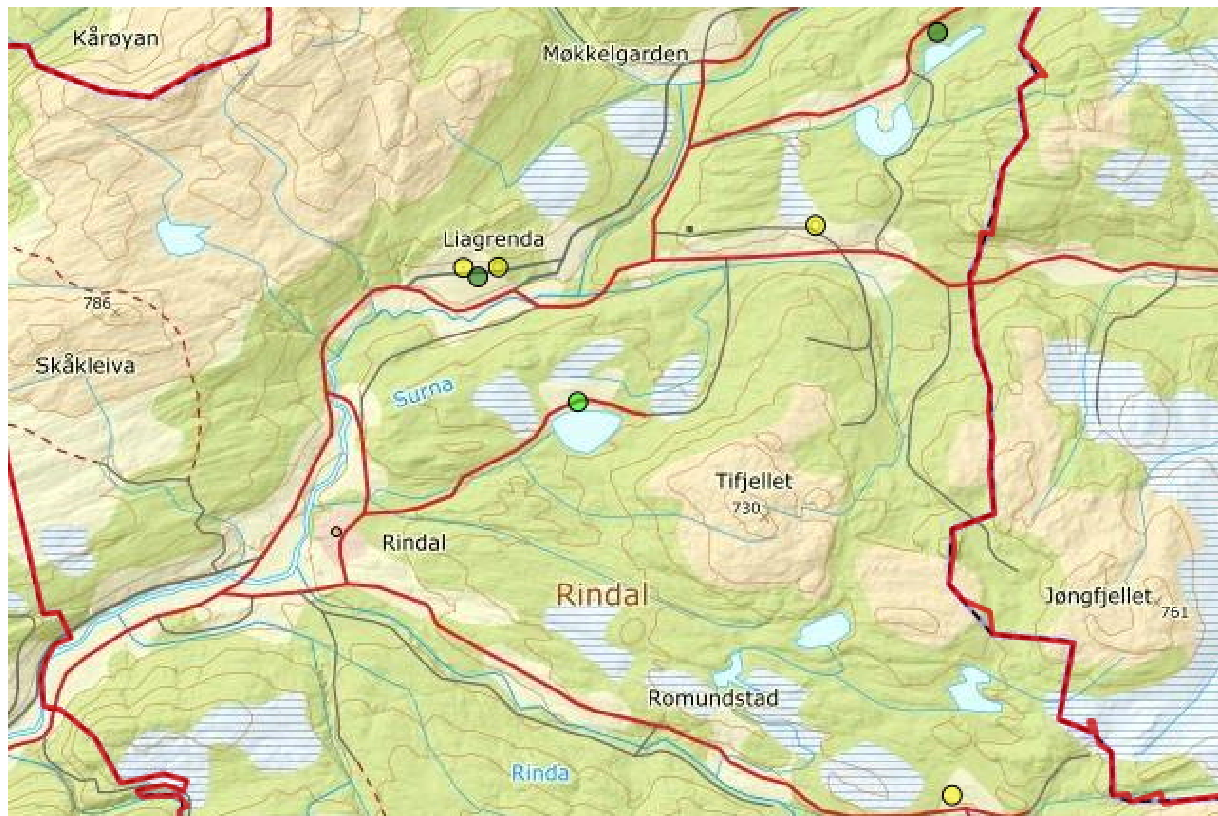 Kårøyan
Møkkelgarden
Liagrenda
786
Skåkleiva
Surna
Tifjellet
730
Rindal
Rindal
Jøngfjellet
761
Romundstad
Rinda